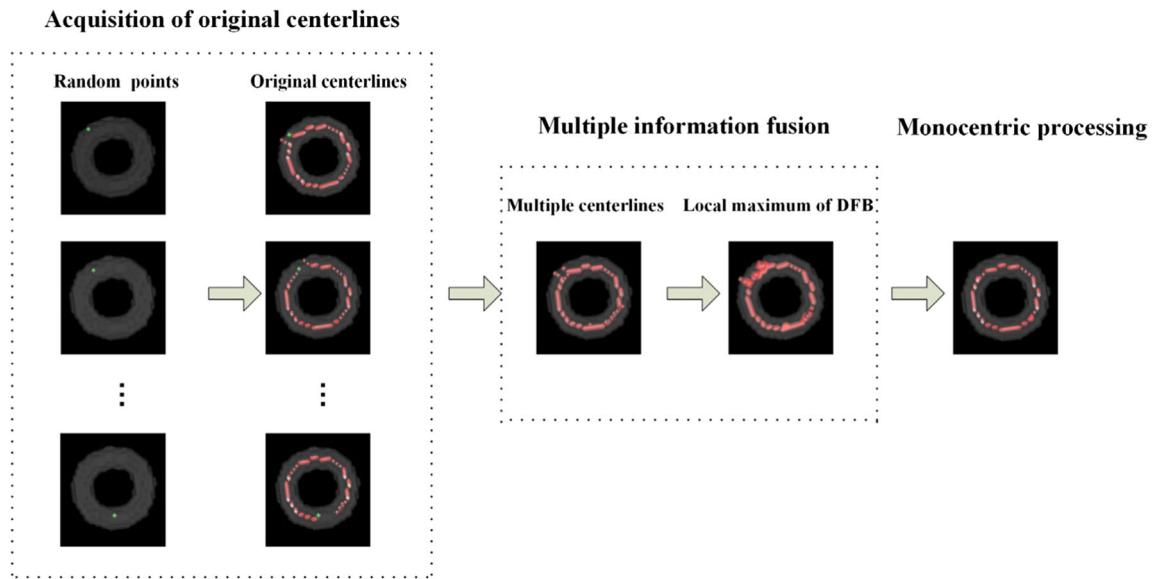 Acquisition of original centerlines
Random points
Original centerlines
Multiple information fusion
Multiple centerlines
Local maximum of DFB
Monocentric processing